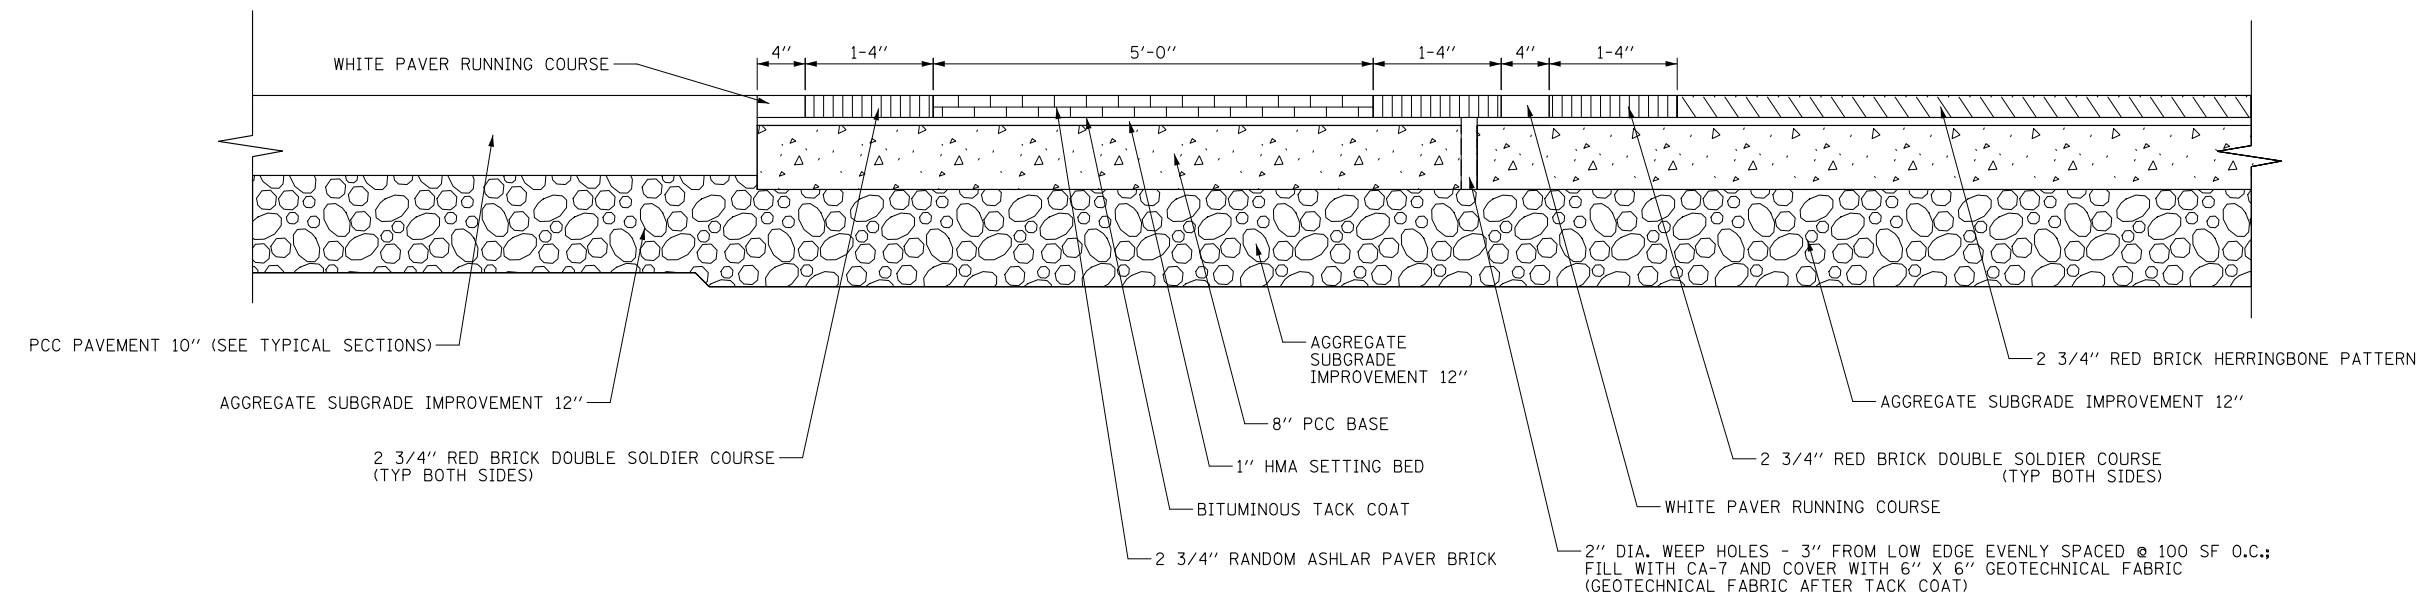 4" 1-4" 5'-0" 1-4" 4" 1-4"
WHITE PAVER RUNNING COURSE
PCC PAVEMENT 10" (SEE TYPICAL SECTIONS)
AGGREGATE SUBGRADE IMPROVEMENT 12"
2 3/4" RED BRICK DOUBLE SOLDIER COURSE
(TYP BOTH SIDES)
AGGREGATE
SUBGRADE
IMPROVEMENT 12"
8" PCC BASE
1" HMA SETTING BED
BITUMINOUS TACK COAT
2 3/4" RANDOM ASHLAR PAVER BRICK
2 3/4" RED BRICK HERRINGBONE PATTERN
AGGREGATE SUBGRADE IMPROVEMENT 12"
2 3/4" RED BRICK DOUBLE SOLDIER COURSE
(TYP BOTH SIDES)
WHITE PAVER RUNNING COURSE
2" DIA. WEEP HOLES - 3" FROM LOW EDGE EVENLY SPACED @ 100 SF O.C.;
FILL WITH CA-7 AND COVER WITH 6" X 6" GEOTECHNICAL FABRIC
(GEOTECHNICAL FABRIC AFTER TACK COAT)